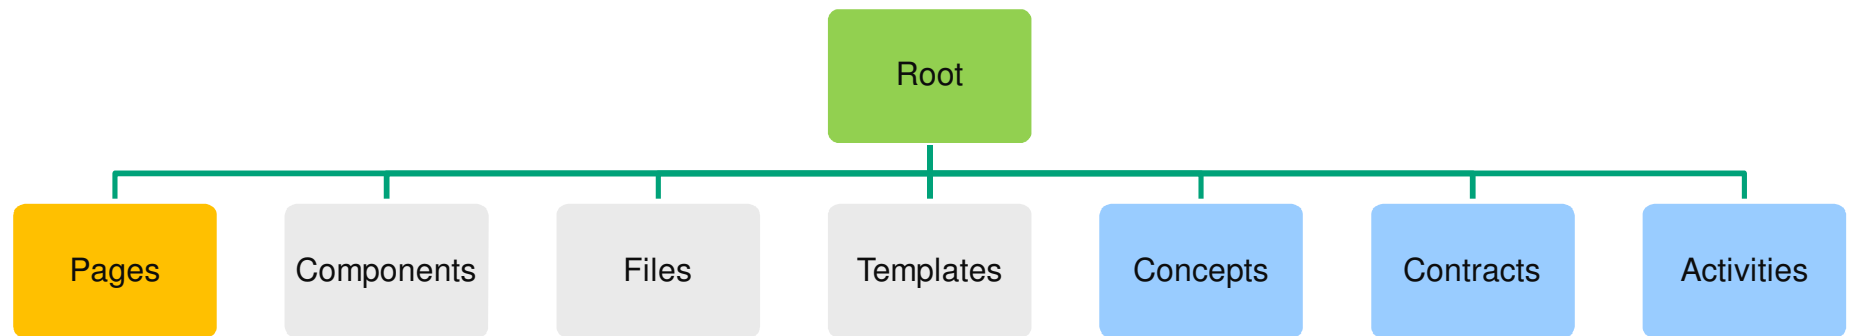 Root
Pages
Components
Files
Templates
Concepts
Contracts
Activities